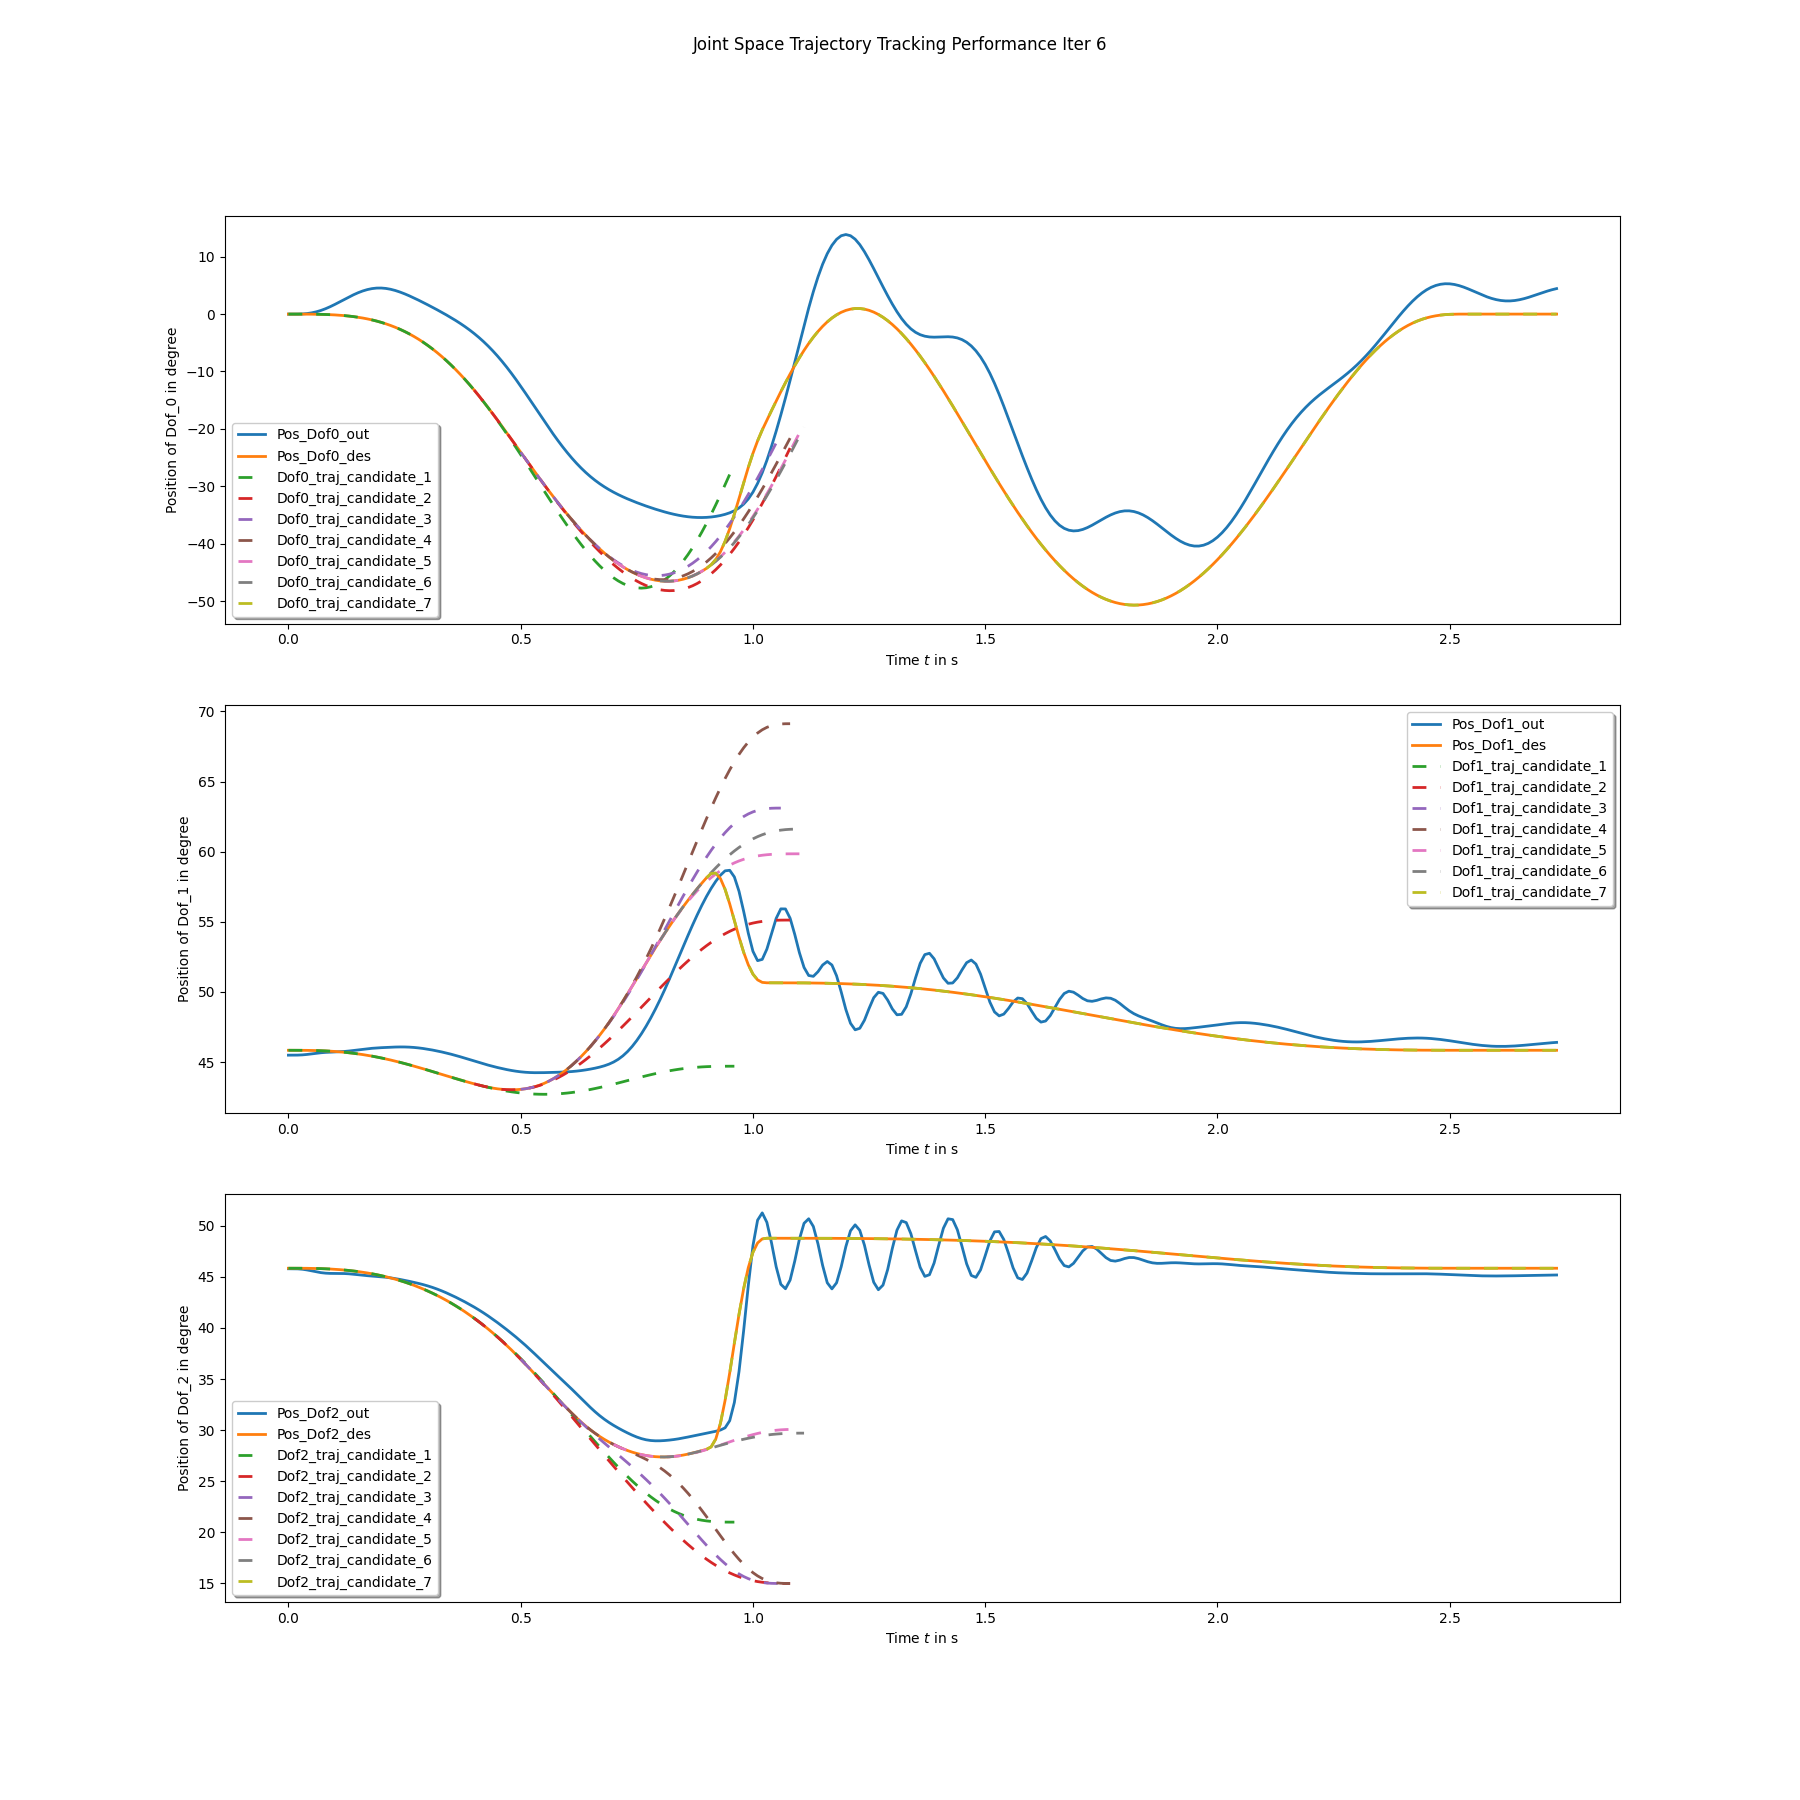 Joint Space Trajectory Tracking Performance Iter 6
Position of Dof_0 in degree
10
0
−10
−20
−30
−40
−50
Pos_Dof0_out
Pos_Dof0_des
Dof0_traj_candidate_1
Dof0_traj_candidate_2
Dof0_traj_candidate_3
Dof0_traj_candidate_4
Dof0_traj_candidate_5
Dof0_traj_candidate_6
Dof0_traj_candidate_7
0.0 0.5 1.0 1.5 2.0 2.5
Time t in s
Position of Dof_1 in degree
70
65
60
55
50
45
Pos_Dof1_out
Pos_Dof1_des
Dof1_traj_candidate_1
Dof1_traj_candidate_2
Dof1_traj_candidate_3
Dof1_traj_candidate_4
Dof1_traj_candidate_5
Dof1_traj_candidate_6
Dof1_traj_candidate_7
0.0 0.5 1.0 1.5 2.0 2.5
Time t in s
Position of Dof_2 in degree
50
45
40
35
30
25
20
15
Pos_Dof2_out
Pos_Dof2_des
Dof2_traj_candidate_1
Dof2_traj_candidate_2
Dof2_traj_candidate_3
Dof2_traj_candidate_4
Dof2_traj_candidate_5
Dof2_traj_candidate_6
Dof2_traj_candidate_7
0.0 0.5 1.0 1.5 2.0 2.5
Time t in s